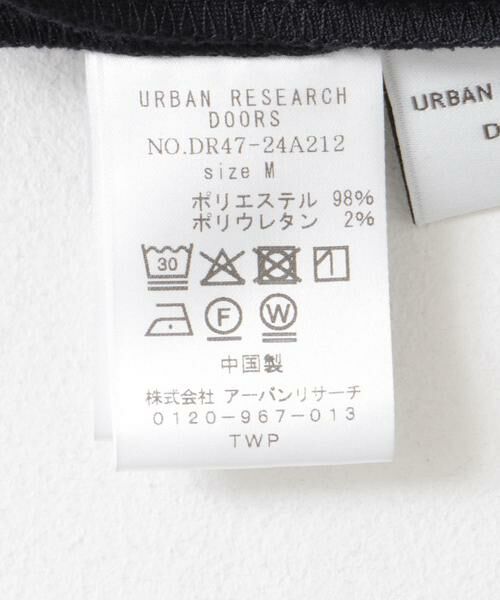 URBAN RESEARCH
DOORS
NO.DR47-24A212
size M
ポリエステル 98%
ポリウレタン 2%
30
F W
中国製
株式会社 アーバンリサーチ
0120-967-013
TWP
URBAN
D